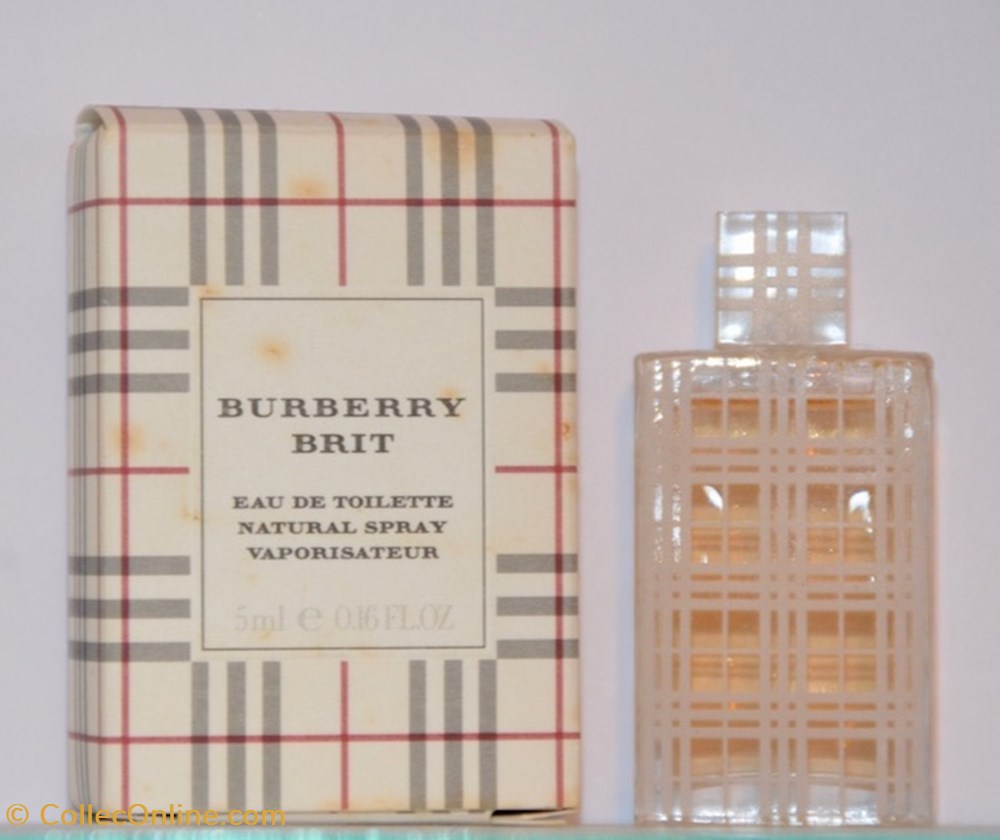 BURBERRY
BRIT
EAU DE TOILETTE
NATURAL SPRAY
VAPORISATEUR
5ml ℮ 0.16 FL.OZ
© CollecOnline.com